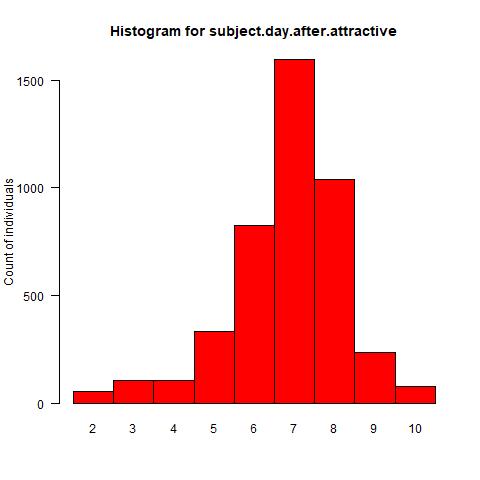 Histogram for subject.day.after.attractive
Count of individuals
1500
1000
500
0
2 3 4 5 6 7 8 9 10